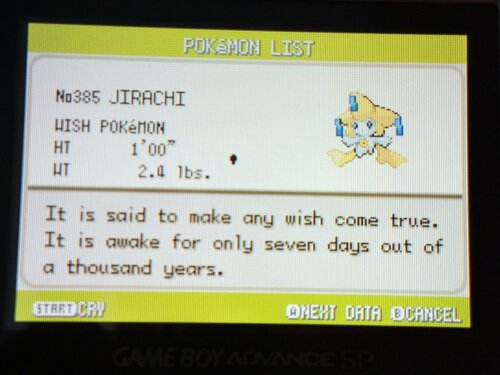 POKéMON LIST
No385 JIRACHI
WISH POKéMON
HT 1'00"
WT 2.4 lbs.
It is said to make any wish come true.
It is awake for only seven days out of
a thousand years.
START CRY A NEXT DATA B CANCEL
GAME BOY ADVANCE SP